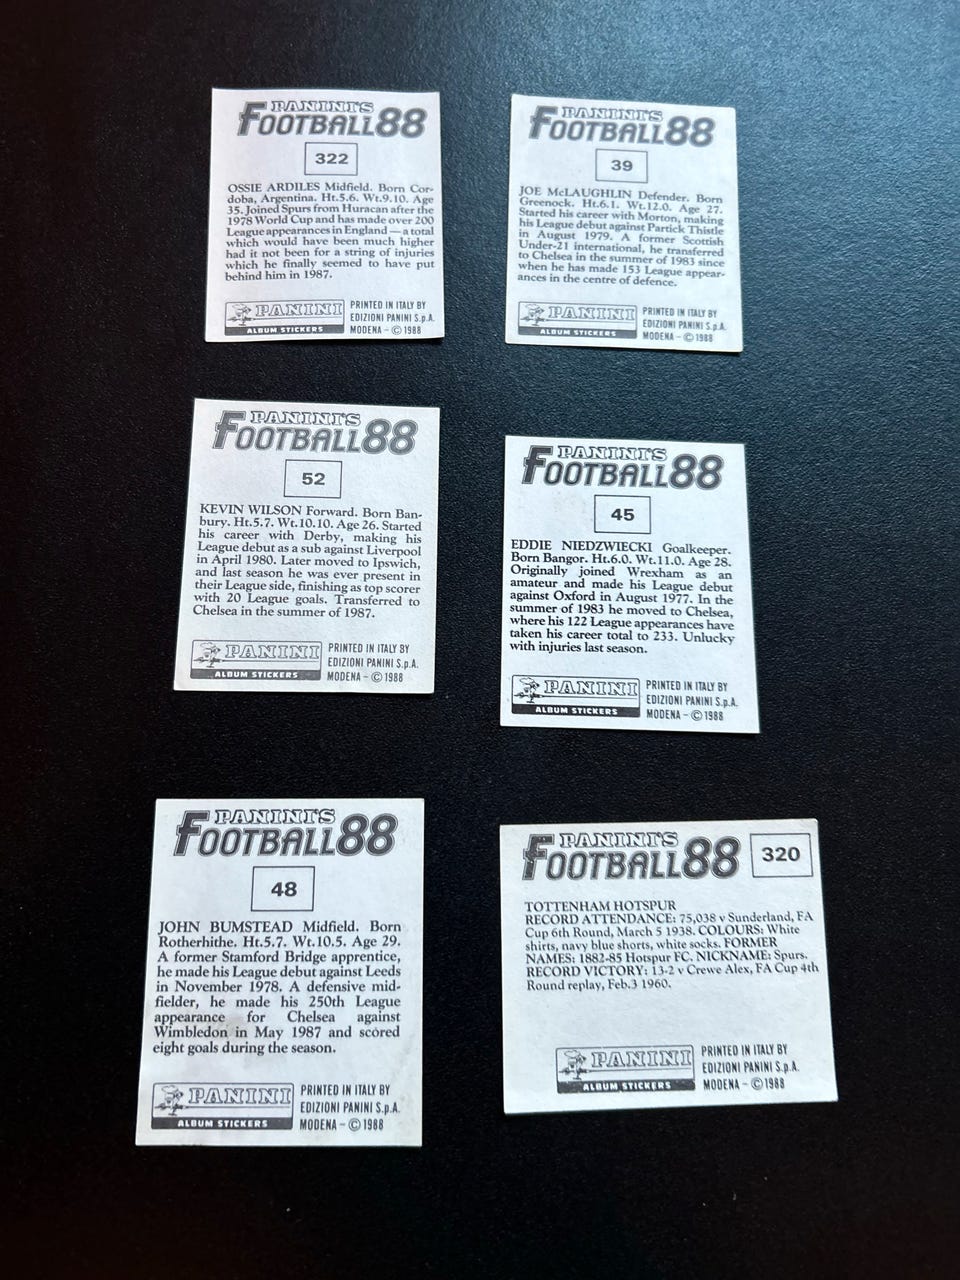 PANINI'S
FOOTBALL 88
322
OSSIE ARDILES Midfield. Born Cor-
doba, Argentina. Ht.5.6. Wt.9.10. Age
35. Joined Spurs from Huracan after the
1978 World Cup and has made over 200
League appearances in England — a total
which would have been much higher
had it not been for a string of injuries
which he finally seemed to have put
behind him in 1987.
PANINI
ALBUM STICKERS
PRINTED IN ITALY BY
EDIZIONI PANINI S.p.A.
MODENA - © 1988
PANINI'S
FOOTBALL 88
39
JOE McLAUGHLIN Defender. Born
Greenock. Ht.6.1. Wt.12.0. Age 27.
Started his career with Morton, making
his League debut against Partick Thistle
in August 1979. A former Scottish
Under-21 international, he transferred
to Chelsea in the summer of 1983 since
when he has made 153 League appear-
ances in the centre of defence.
PANINI
ALBUM STICKERS
PRINTED IN ITALY BY
EDIZIONI PANINI S.p.A.
MODENA - © 1988
PANINI'S
FOOTBALL 88
52
KEVIN WILSON Forward. Born Ban-
bury. Ht.5.7. Wt.10.10. Age 26. Started
his career with Derby, making his
League debut as a sub against Liverpool
in April 1980. Later moved to Ipswich,
and last season he was ever present in
their League side, finishing as top scorer
with 20 League goals. Transferred to
Chelsea in the summer of 1987.
PANINI
ALBUM STICKERS
PRINTED IN ITALY BY
EDIZIONI PANINI S.p.A.
MODENA - © 1988
PANINI'S
FOOTBALL 88
45
EDDIE NIEDZWIECKI Goalkeeper.
Born Bangor. Ht.6.0. Wt.11.0. Age 28.
Originally joined Wrexham as an
amateur and made his League debut
against Oxford in August 1977. In the
summer of 1983 he moved to Chelsea,
where his 122 League appearances have
taken his career total to 233. Unlucky
with injuries last season.
PANINI
ALBUM STICKERS
PRINTED IN ITALY BY
EDIZIONI PANINI S.p.A.
MODENA - © 1988
PANINI'S
FOOTBALL 88
48
JOHN BUMSTEAD Midfield. Born
Rotherhithe. Ht.5.7. Wt.10.5. Age 29.
A former Stamford Bridge apprentice,
he made his League debut against Leeds
in November 1978. A defensive mid-
fielder, he made his 250th League
appearance for Chelsea against
Wimbledon in May 1987 and scored
eight goals during the season.
PANINI
ALBUM STICKERS
PRINTED IN ITALY BY
EDIZIONI PANINI S.p.A.
MODENA - © 1988
PANINI'S
FOOTBALL 88
320
TOTTENHAM HOTSPUR
RECORD ATTENDANCE: 75,038 v Sunderland, FA
Cup 6th Round, March 5 1938. COLOURS: White
shirts, navy blue shorts, white socks. FORMER
NAMES: 1882-85 Hotspur FC. NICKNAME: Spurs.
RECORD VICTORY: 13-2 v Crewe Alex, FA Cup 4th
Round replay, Feb.3 1960.
PANINI
ALBUM STICKERS
PRINTED IN ITALY BY
EDIZIONI PANINI S.p.A.
MODENA - © 1988